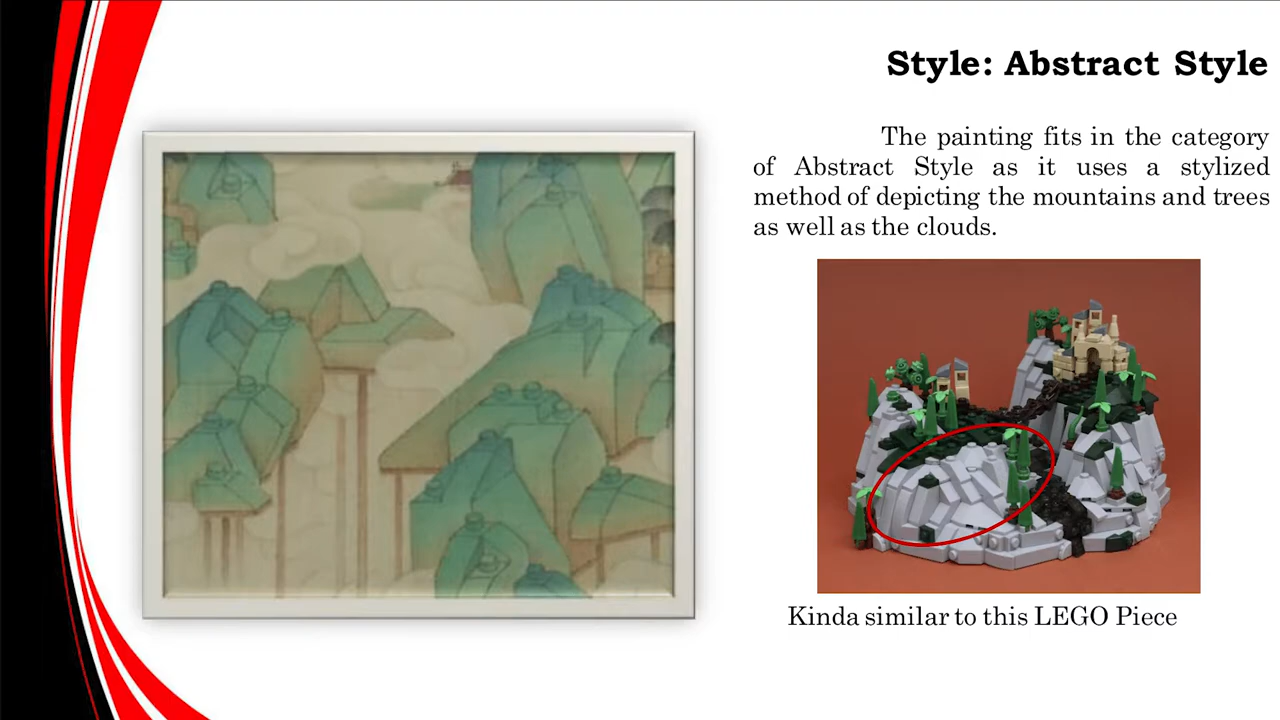 Style: Abstract Style
The painting fits in the category
of Abstract Style as it uses a stylized
method of depicting the mountains and trees
as well as the clouds.
Kinda similar to this LEGO Piece